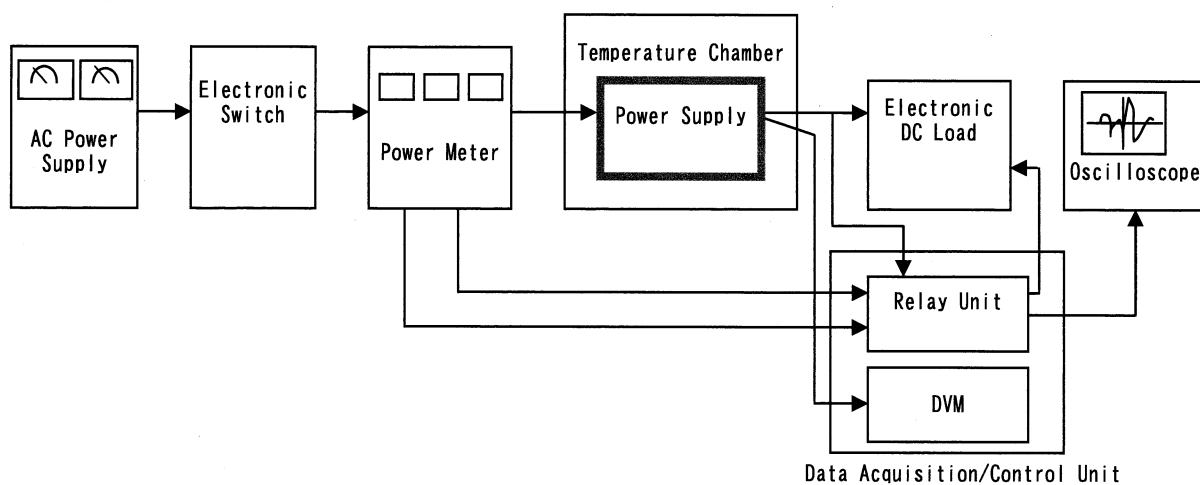 AC Power
Supply
Electronic
Switch
Power Meter
Temperature Chamber
Power Supply
Electronic
DC Load
Oscilloscope
Relay Unit
DVM
Data Acquisition/Control Unit